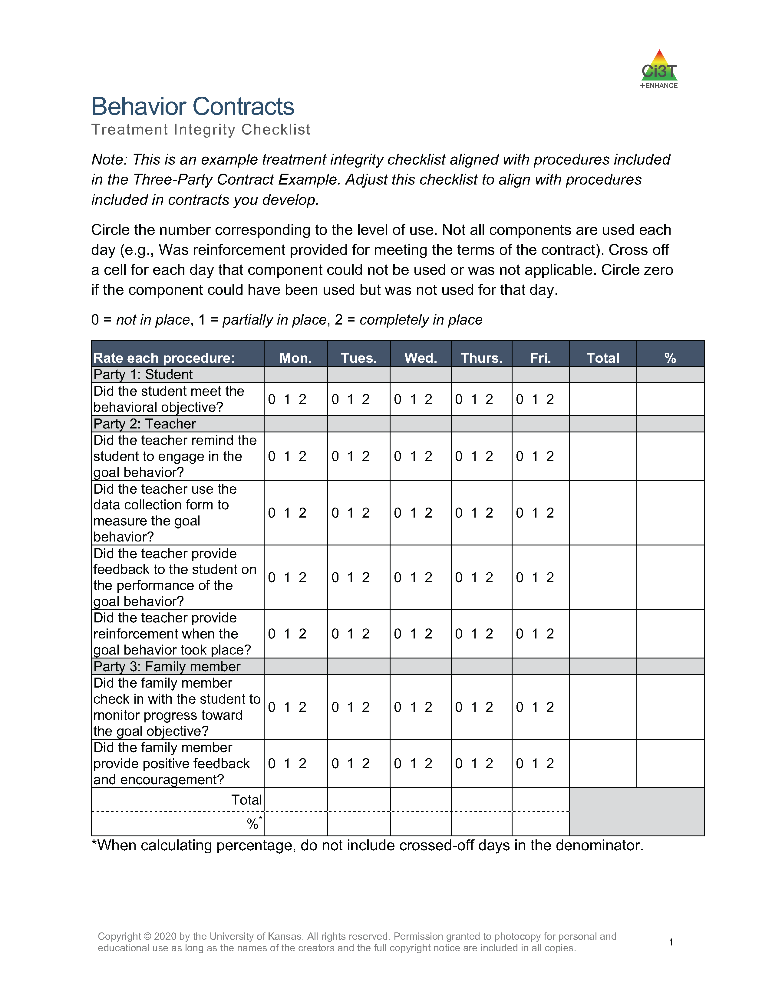 Ci3T
+ENHANCE
Behavior Contracts
Treatment Integrity Checklist
Note: This is an example treatment integrity checklist aligned with procedures included
in the Three-Party Contract Example. Adjust this checklist to align with procedures
included in contracts you develop.
Circle the number corresponding to the level of use. Not all components are used each
day (e.g., Was reinforcement provided for meeting the terms of the contract). Cross off
a cell for each day that component could not be used or was not applicable. Circle zero
if the component could have been used but was not used for that day.
0 = not in place, 1 = partially in place, 2 = completely in place
Rate each procedure: Mon. Tues. Wed. Thurs. Fri. Total %
Party 1: Student
Did the student meet the
behavioral objective?
0 1 2 0 1 2 0 1 2 0 1 2 0 1 2
Party 2: Teacher
Did the teacher remind the
student to engage in the
goal behavior?
0 1 2 0 1 2 0 1 2 0 1 2 0 1 2
Did the teacher use the
data collection form to
measure the goal
behavior?
0 1 2 0 1 2 0 1 2 0 1 2 0 1 2
Did the teacher provide
feedback to the student on
the performance of the
goal behavior?
0 1 2 0 1 2 0 1 2 0 1 2 0 1 2
Did the teacher provide
reinforcement when the
goal behavior took place?
0 1 2 0 1 2 0 1 2 0 1 2 0 1 2
Party 3: Family member
Did the family member
check in with the student to
monitor progress toward
the goal objective?
0 1 2 0 1 2 0 1 2 0 1 2 0 1 2
Did the family member
provide positive feedback
and encouragement?
0 1 2 0 1 2 0 1 2 0 1 2 0 1 2
Total
%*
*When calculating percentage, do not include crossed-off days in the denominator.
Copyright © 2020 by the University of Kansas. All rights reserved. Permission granted to photocopy for personal and
educational use as long as the names of the creators and the full copyright notice are included in all copies.
1